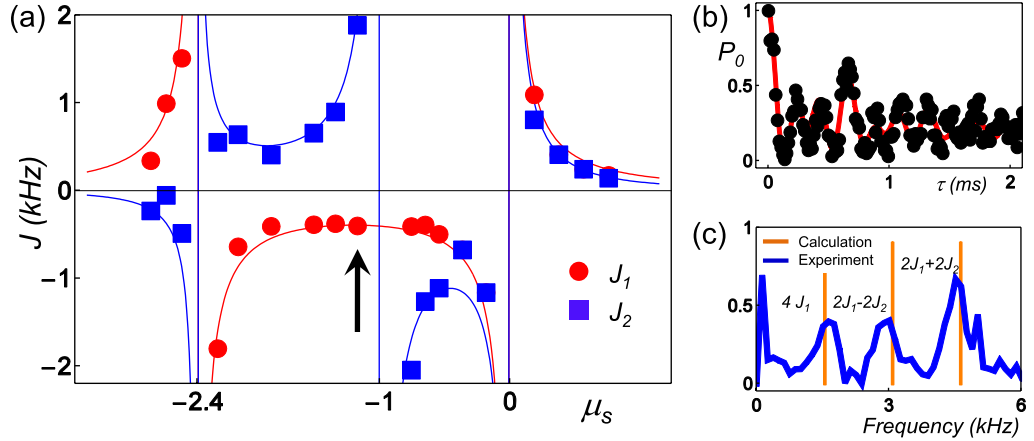 (a)
J (kHz)
2
1
0
−1
−2
−2.4
−1
0
μs
J1
J2
(b)
P0
1
0.5
0
0
1
2
τ (ms)
(c)
1
0.5
0
Calculation
Experiment
4 J1
2J1-2J2
2J1+2J2
0
3
6
Frequency (kHz)